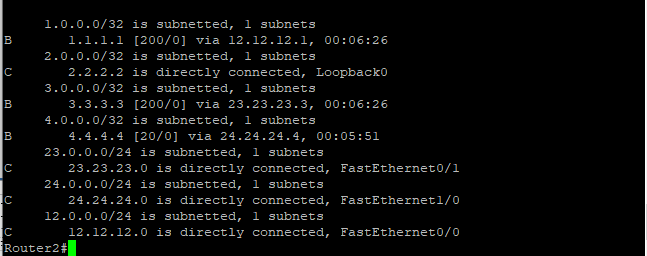 1.0.0.0/32 is subnetted, 1 subnets
B 1.1.1.1 [200/0] via 12.12.12.1, 00:06:26
2.0.0.0/32 is subnetted, 1 subnets
C 2.2.2.2 is directly connected, Loopback0
3.0.0.0/32 is subnetted, 1 subnets
B 3.3.3.3 [200/0] via 23.23.23.3, 00:06:26
4.0.0.0/32 is subnetted, 1 subnets
B 4.4.4.4 [20/0] via 24.24.24.4, 00:05:51
23.0.0.0/24 is subnetted, 1 subnets
C 23.23.23.0 is directly connected, FastEthernet0/1
24.0.0.0/24 is subnetted, 1 subnets
C 24.24.24.0 is directly connected, FastEthernet1/0
12.0.0.0/24 is subnetted, 1 subnets
C 12.12.12.0 is directly connected, FastEthernet0/0
Router2#